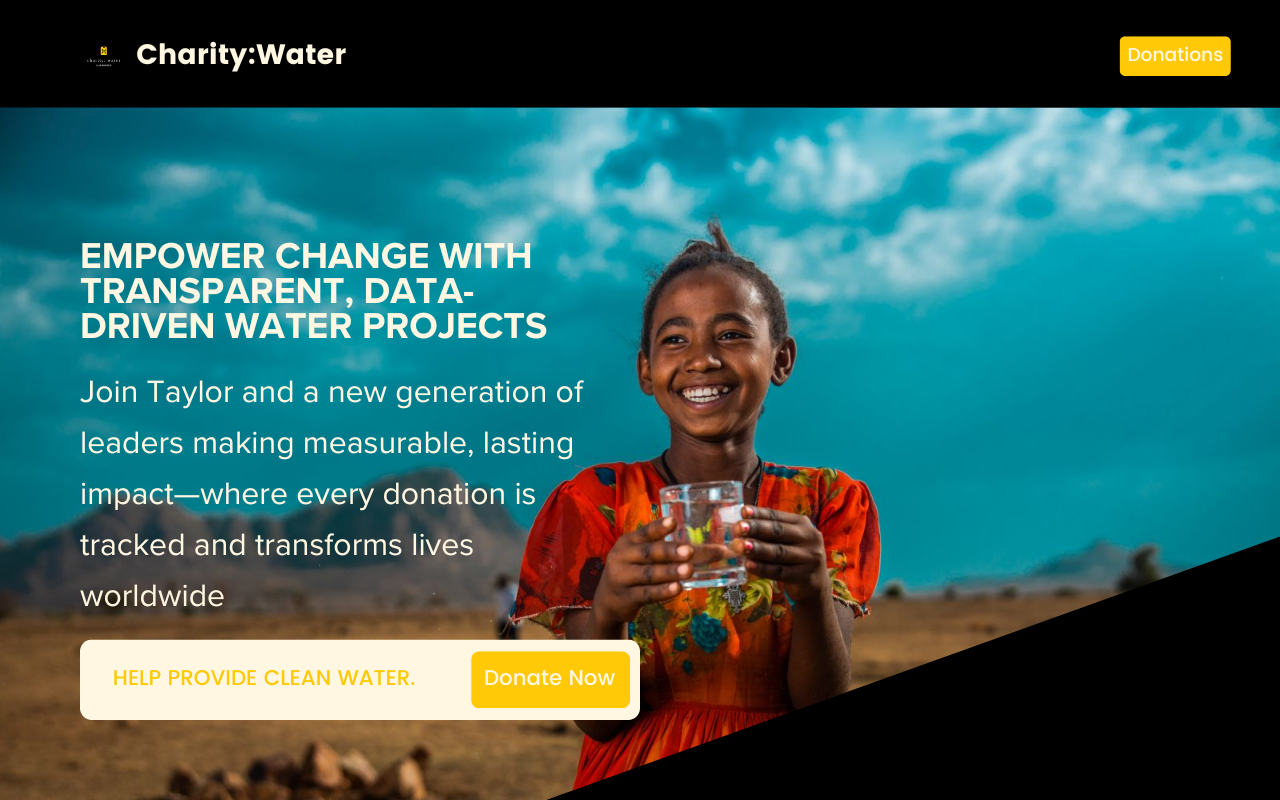 Charity:Water
Donations
EMPOWER CHANGE WITH
TRANSPARENT, DATA-
DRIVEN WATER PROJECTS
Join Taylor and a new generation of
leaders making measurable, lasting
impact—where every donation is
tracked and transforms lives
worldwide
HELP PROVIDE CLEAN WATER.
Donate Now